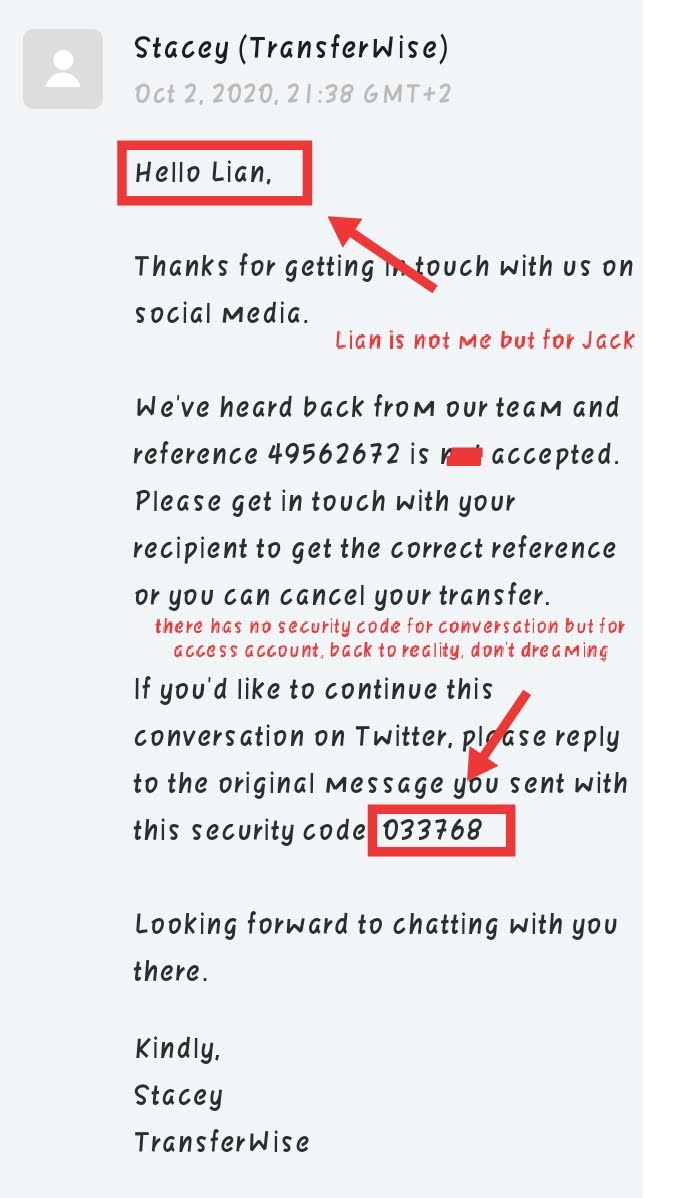 Stacey (TransferWise)
Oct 2, 2020, 21:38 GMT+2
Hello Lian,
Thanks for getting in touch with us on
social media.
Lian is not me but for Jack
We've heard back from our team and
reference 49562672 is accepted.
Please get in touch with your
recipient to get the correct reference
or you can cancel your transfer.
there has no security code for conversation but for
access account, back to reality, don't dreaming
If you'd like to continue this
conversation on Twitter, please reply
to the original message you sent with
this security code 033768
Looking forward to chatting with you
there.
Kindly,
Stacey
TransferWise